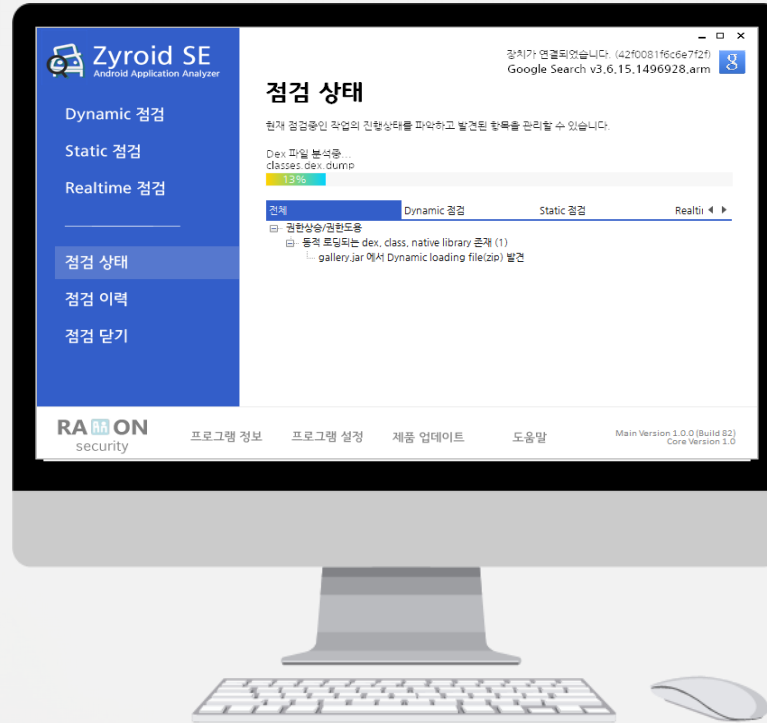 Zyroid SE
Android Application Analyzer
Dynamic 점검
Static 점검
Realtime 점검
점검 상태
점검 이력
점검 닫기
장치가 연결되었습니다. (42f0081f6c6e7f2f)
Google Search v3,6,15,1496928,arm
8
점검 상태
현재 점검중인 작업의 진행상태를 파악하고 발견된 항목을 관리할 수 있습니다.
Dex 파일 분석중...
classes.dex.dump
13%
전체 Dynamic 점검 Static 점검 Realtii
권한상승/권한도용
동적 로딩되는 dex, class, native library 존재 (1)
gallery.jar 에서 Dynamic loading file(zip) 발견
RA ON
security
프로그램 정보 프로그램 설정 제품 업데이트 도움말
Main Version 1.0.0 (Build 82)
Core Version 1.0